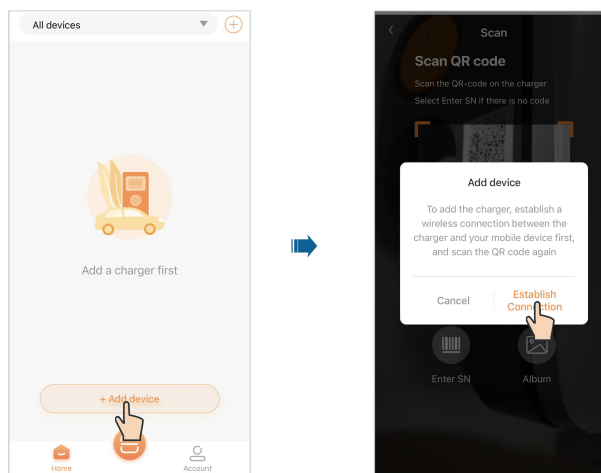 All devices
Add a charger first
+ Add device
Home
Account
Scan
Scan QR code
Scan the QR-code on the charger
Select Enter SN if there is no code
Add device
To add the charger, establish a
wireless connection between the
charger and your mobile device first,
and scan the QR code again
Cancel
Establish
Connection
Enter SN
Album